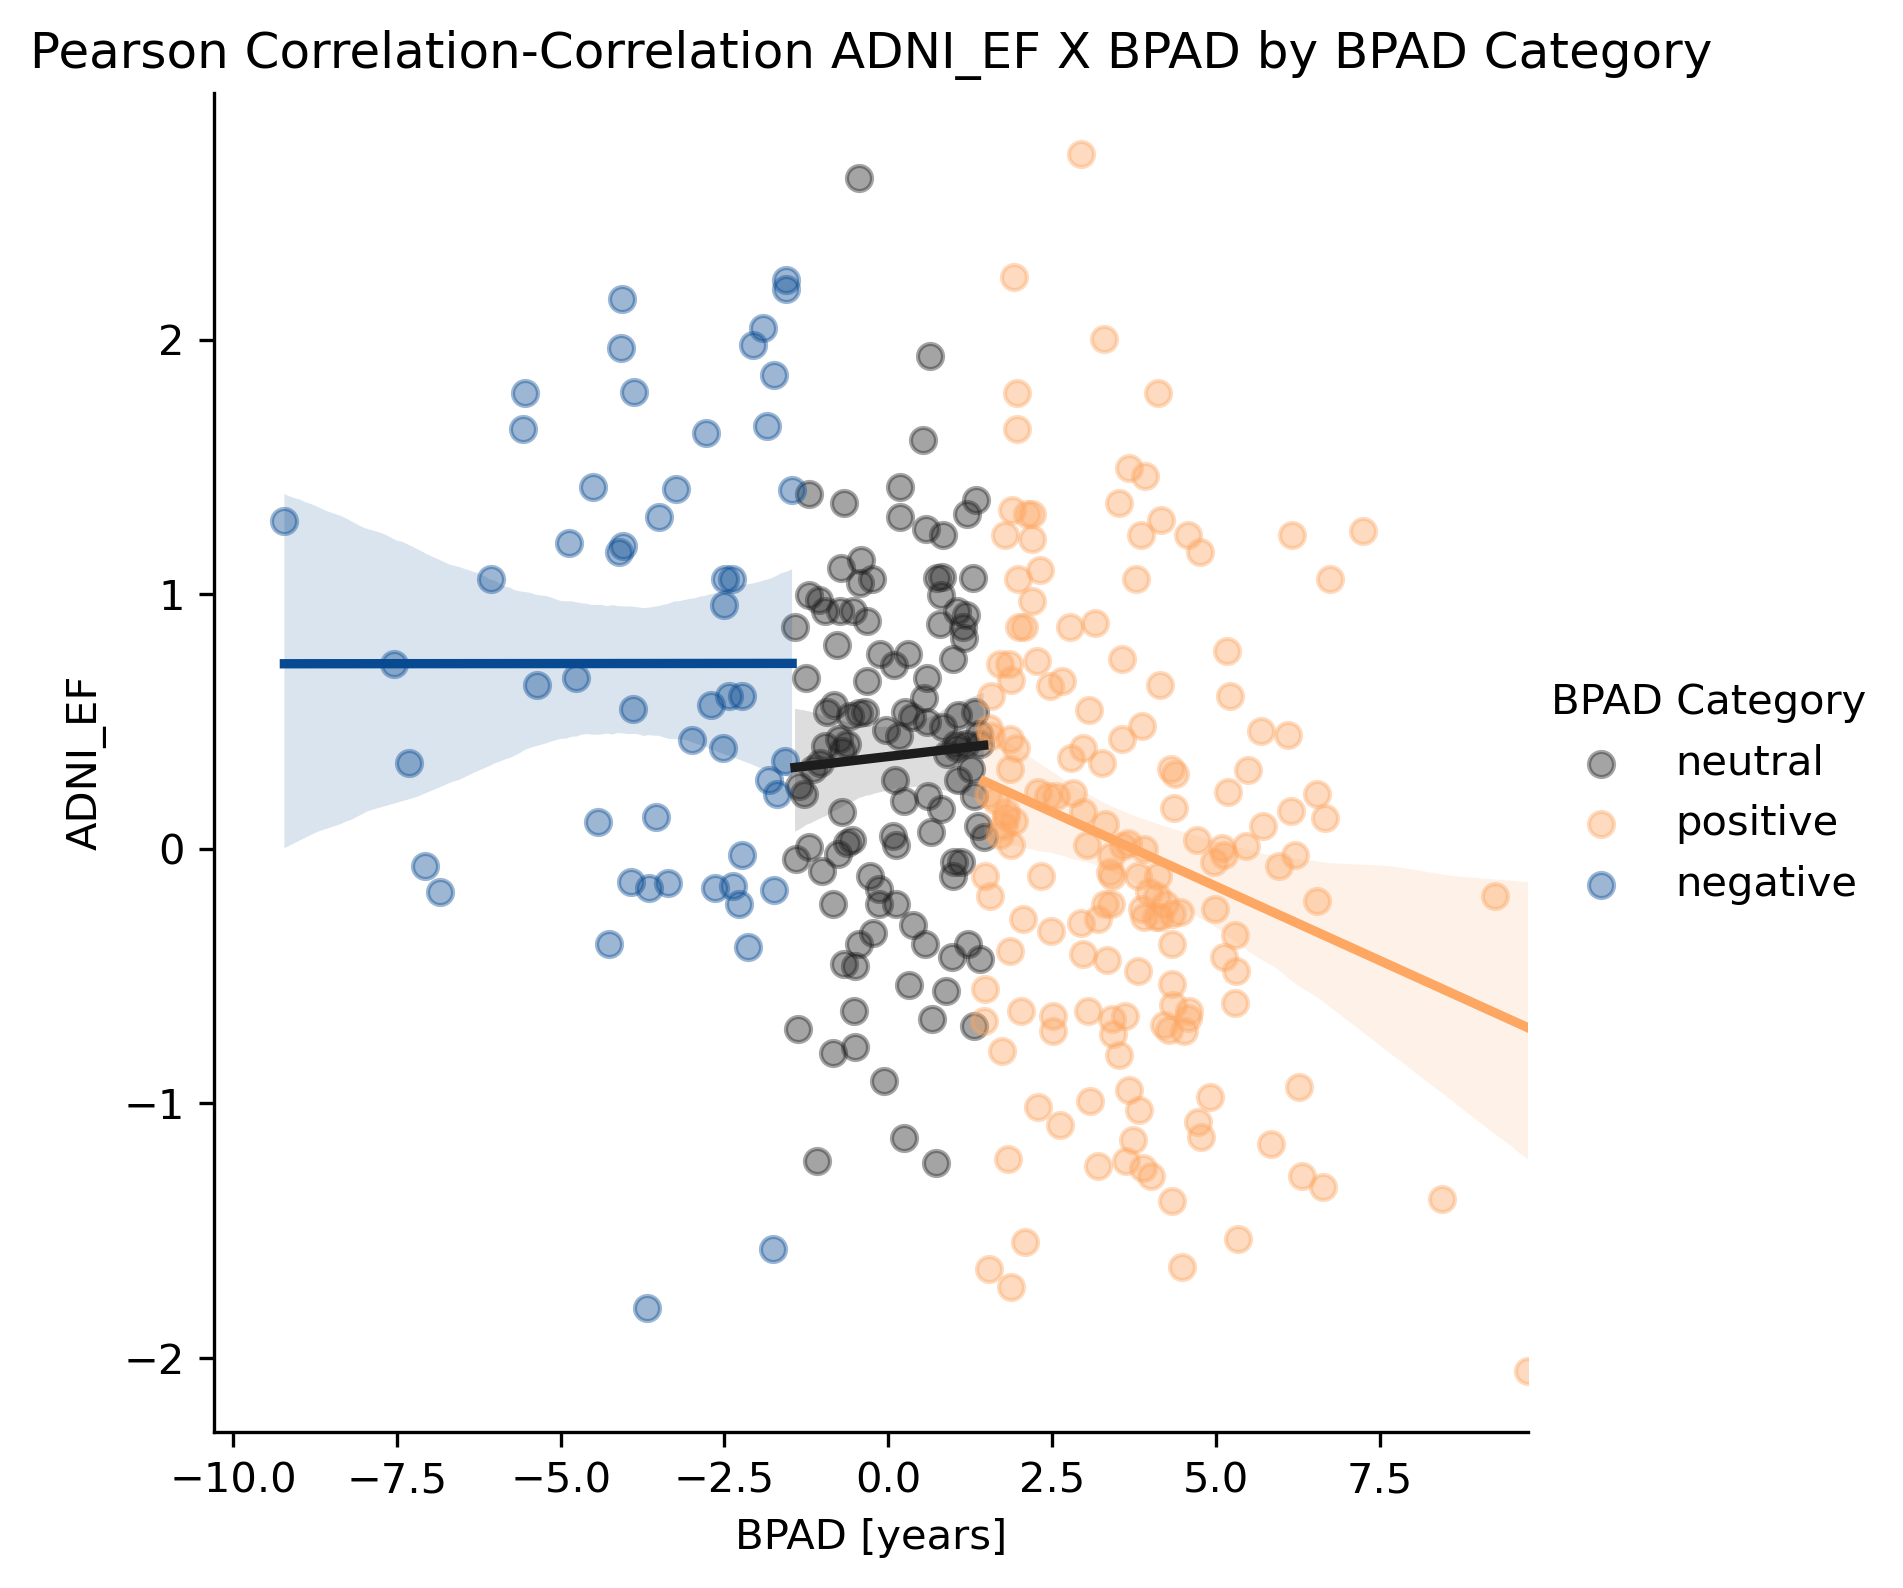 Pearson Correlation-Correlation ADNI_EF X BPAD by BPAD Category
ADNI_EF
2
1
0
−1
−2
−10.0 −7.5 −5.0 −2.5 0.0 2.5 5.0 7.5
BPAD [years]
BPAD Category
neutral
positive
negative